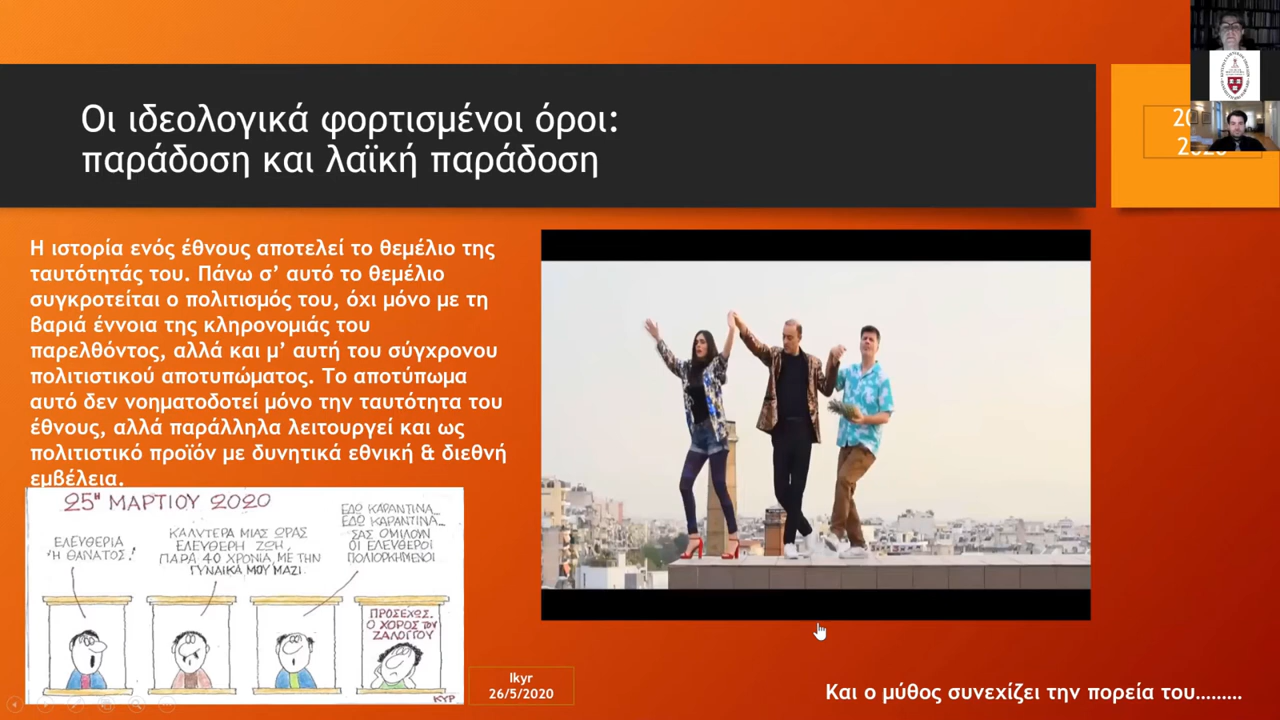 Οι ιδεολογικά φορτισμένοι όροι:
παράδοση και λαϊκή παράδοση
Η ιστορία ενός έθνους αποτελεί το θεμέλιο της
ταυτότητάς του. Πάνω σ’ αυτό το θεμέλιο
συγκροτείται ο πολιτισμός του, όχι μόνο με τη
βαριά έννοια της κληρονομιάς του
παρελθόντος, αλλά και μ’ αυτή του σύγχρονου
πολιτιστικού αποτυπώματος. Το αποτύπωμα
αυτό δεν νοηματοδοτεί μόνο την ταυτότητα του
έθνους, αλλά παράλληλα λειτουργεί και ως
πολιτιστικό προϊόν με δυνητικά εθνική & διεθνή
εμβέλεια.
25Η ΜΑΡΤΙΟΥ 2020
ΕΛΕΥΘΕΡΙΑ
Ή ΘΑΝΑΤΟΣ!
ΚΑΛΥΤΕΡΑ ΜΙΑΣ ΩΡΑΣ
ΕΛΕΥΘΕΡΗ ΖΩΗ,
ΠΑΡΑ 40 ΧΡΟΝΙΑ, ΜΕ ΤΗΝ
ΓΥΝΑΙΚΑ ΜΟΥ ΜΑΖΙ.
ΕΔΩ ΚΑΡΑΝΤΙΝΑ...
ΕΔΩ ΚΑΡΑΝΤΙΝΑ...
ΣΑΣ ΟΜΙΛΟΥΝ
ΟΙ ΕΛΕΥΘΕΡΟΙ
ΠΟΛΙΟΡΚΗΜΕΝΟΙ
ΠΡΟΣΕΧΩΣ.
Ο ΧΟΡΟΣ του
ΖΑΛΟΓΓΟΥ
ΚΥΡ
Ikyr
26/5/2020
Και ο μύθος συνεχίζει την πορεία του.........